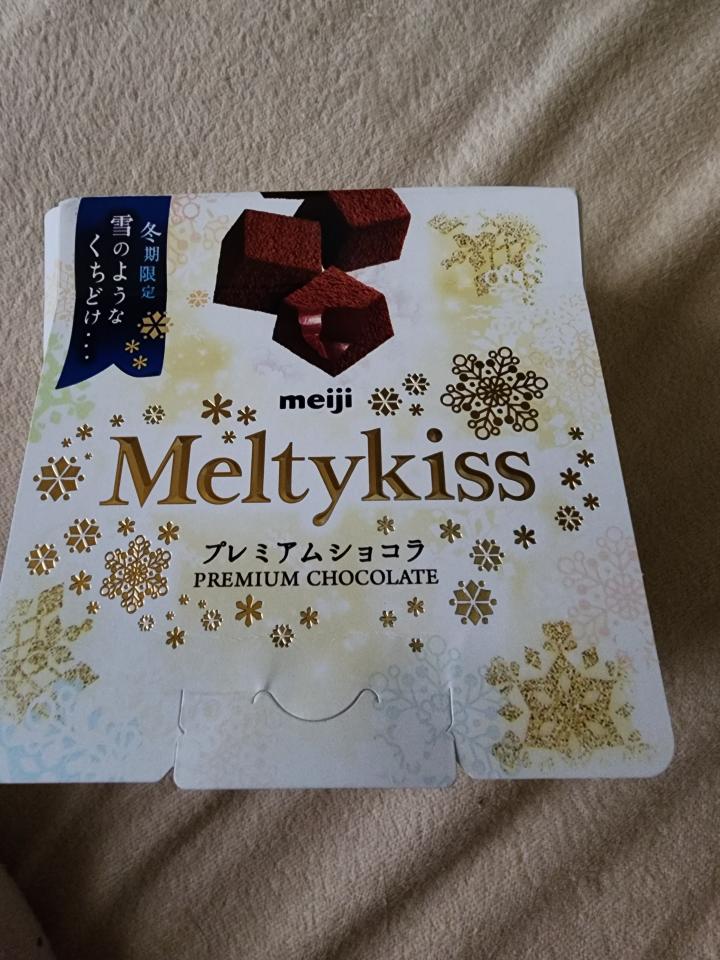 冬期限定
雪のような
くちどけ・・・
meiji
Meltykiss
プレミアムショコラ
PREMIUM CHOCOLATE